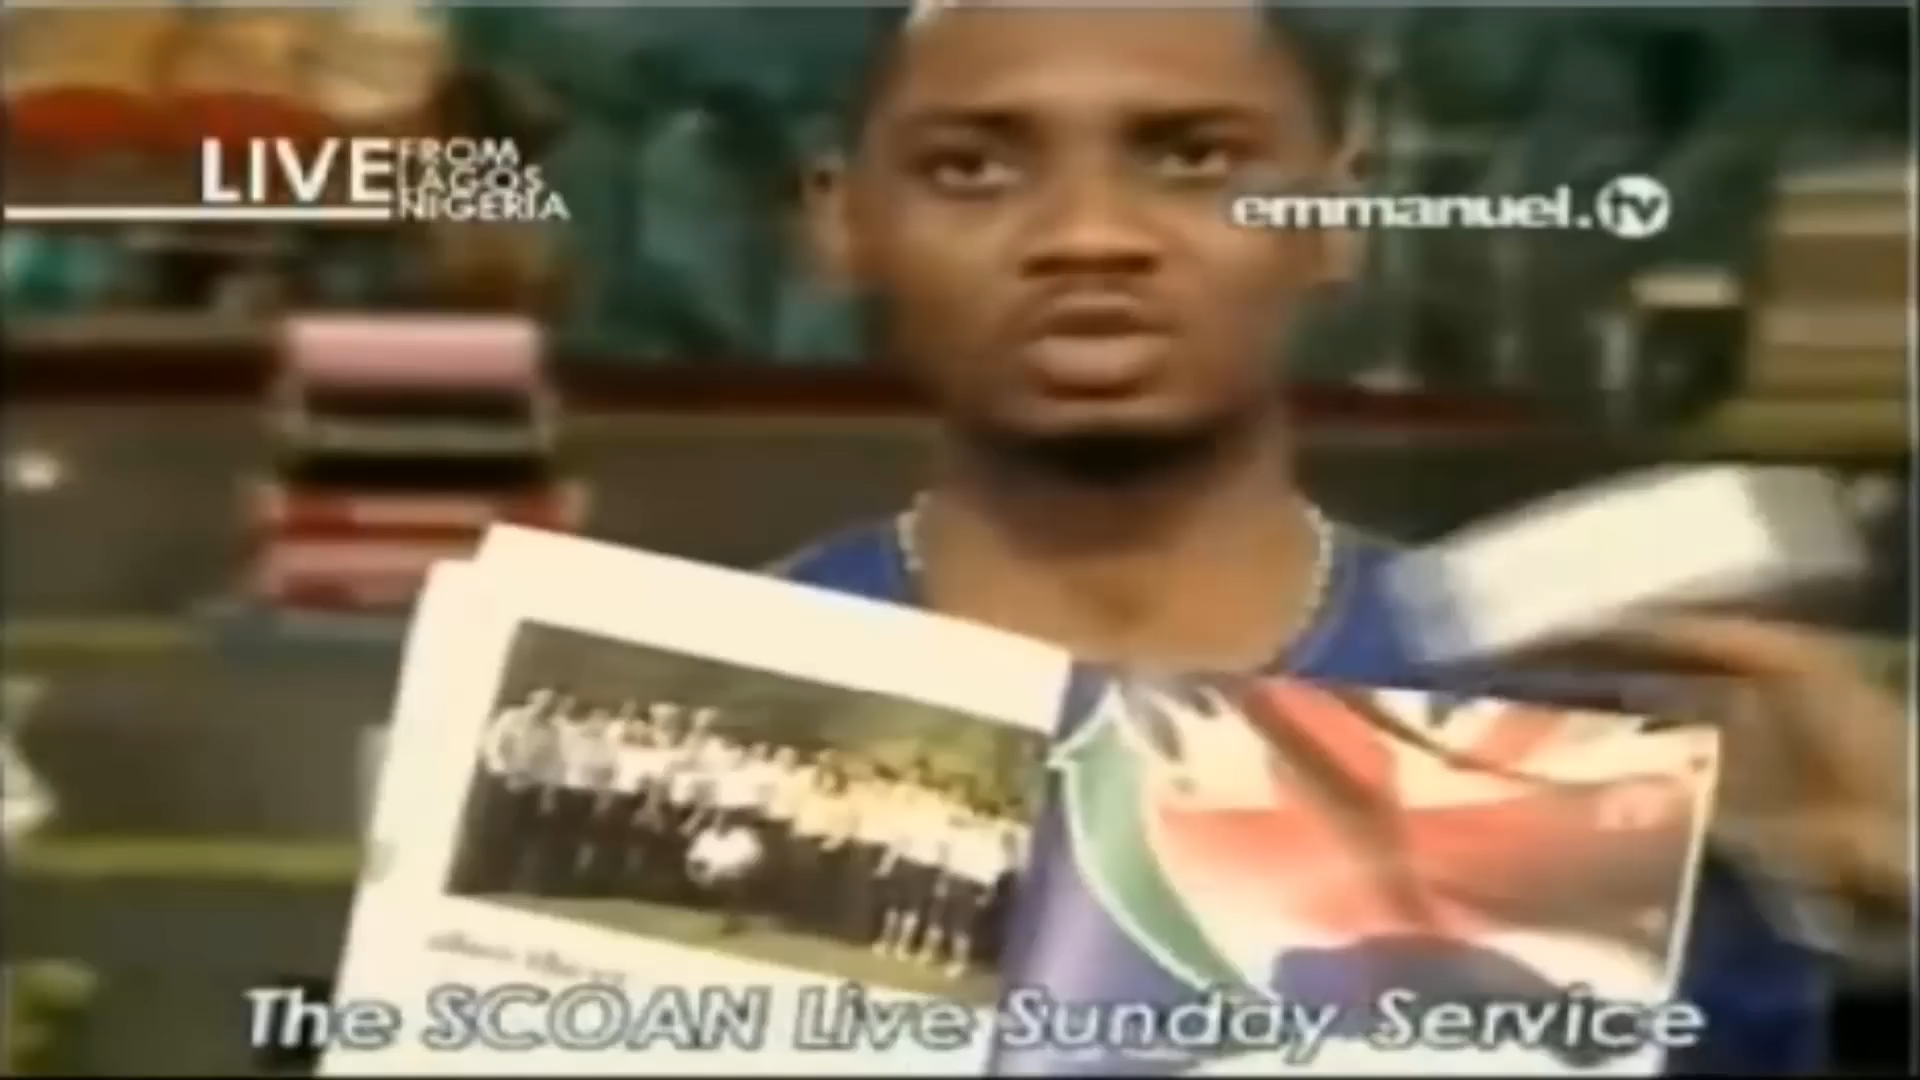 LIVE FROM
LAGOS
NIGERIA
emmanuel.tv
The SCOAN Live Sunday Service